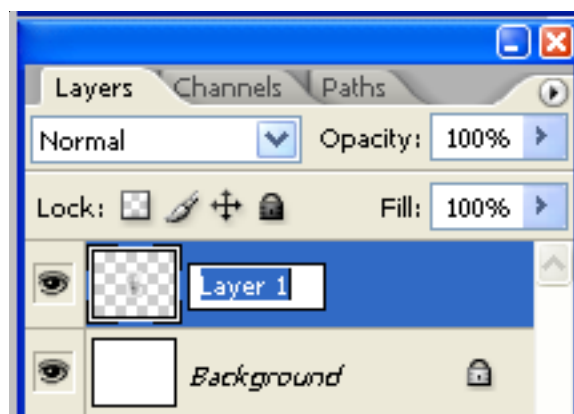 Layers Channels Paths
Normal Opacity: 100%
Lock: Fill: 100%
Layer 1
Background